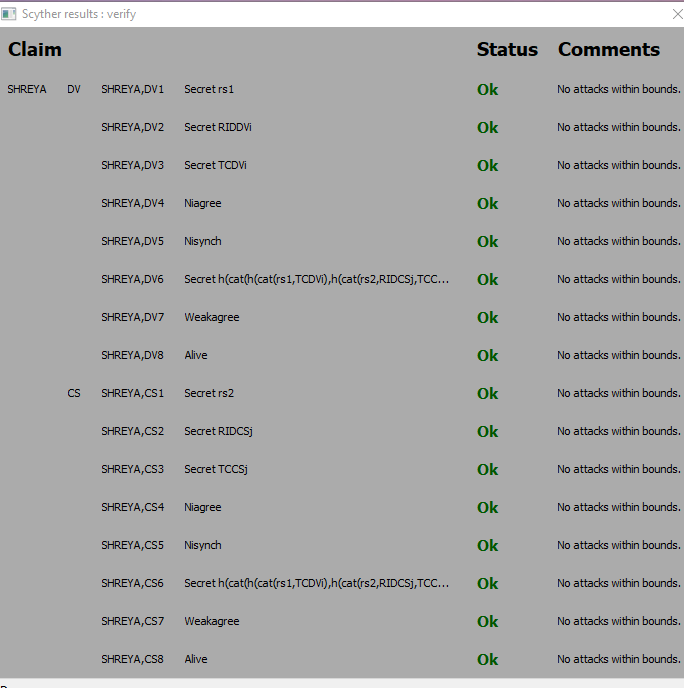 Scyther results : verify
Claim Status Comments
SHREYA DV SHREYA,DV1 Secret rs1 Ok No attacks within bounds.
SHREYA,DV2 Secret RIDDVi Ok No attacks within bounds.
SHREYA,DV3 Secret TCDVi Ok No attacks within bounds.
SHREYA,DV4 Niagree Ok No attacks within bounds.
SHREYA,DV5 Nisynch Ok No attacks within bounds.
SHREYA,DV6 Secret h(cat(h(cat(rs1,TCDVi),h(cat(rs2,RIDCSj,TCC... Ok No attacks within bounds.
SHREYA,DV7 Weakagree Ok No attacks within bounds.
SHREYA,DV8 Alive Ok No attacks within bounds.
CS SHREYA,CS1 Secret rs2 Ok No attacks within bounds.
SHREYA,CS2 Secret RIDCSj Ok No attacks within bounds.
SHREYA,CS3 Secret TCCSj Ok No attacks within bounds.
SHREYA,CS4 Niagree Ok No attacks within bounds.
SHREYA,CS5 Nisynch Ok No attacks within bounds.
SHREYA,CS6 Secret h(cat(h(cat(rs1,TCDVi),h(cat(rs2,RIDCSj,TCC... Ok No attacks within bounds.
SHREYA,CS7 Weakagree Ok No attacks within bounds.
SHREYA,CS8 Alive Ok No attacks within bounds.